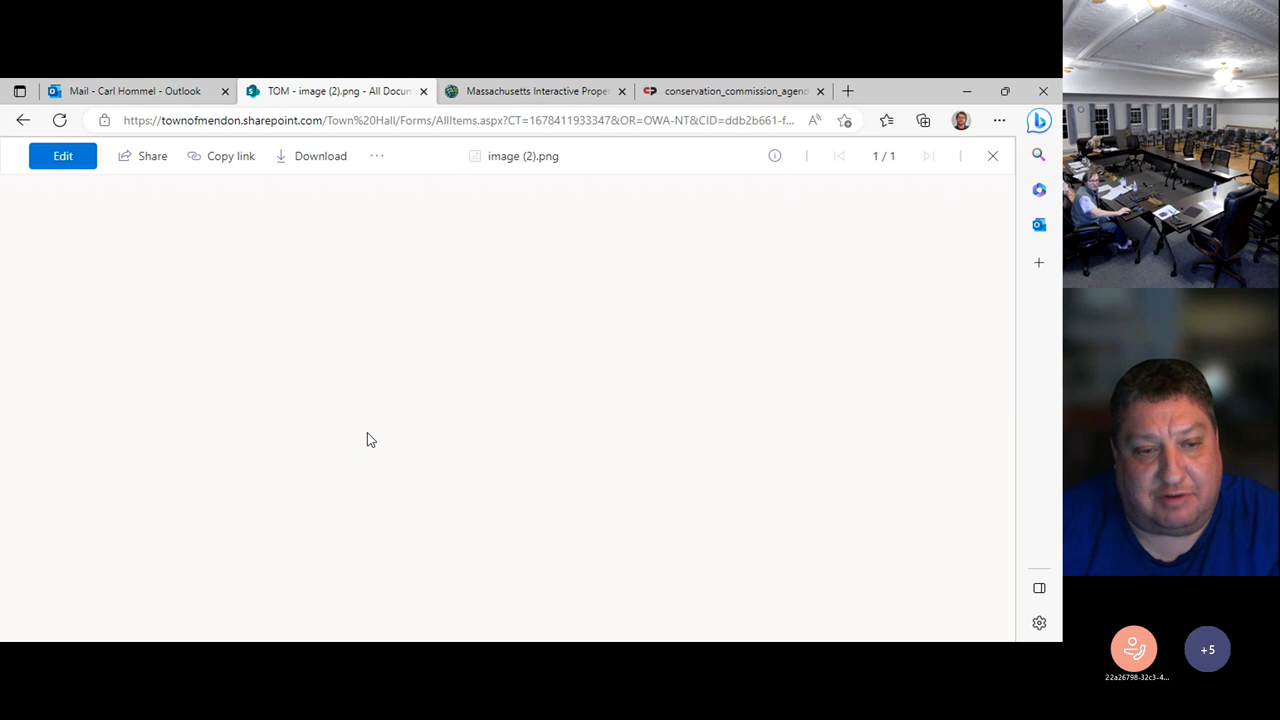 Mail - Carl Hommel - Outlook
TOM - image (2).png - All Docun
Massachusetts Interactive Proper
conservation_commission_agend
https://townofmendon.sharepoint.com/Town%20Hall/Forms/AllItems.aspx?CT=1678411933347&OR=OWA-NT&CID=ddb2b661-f...
Edit
Share
Copy link
Download
image (2).png
1 / 1
22a26798-32c3-4...
+5